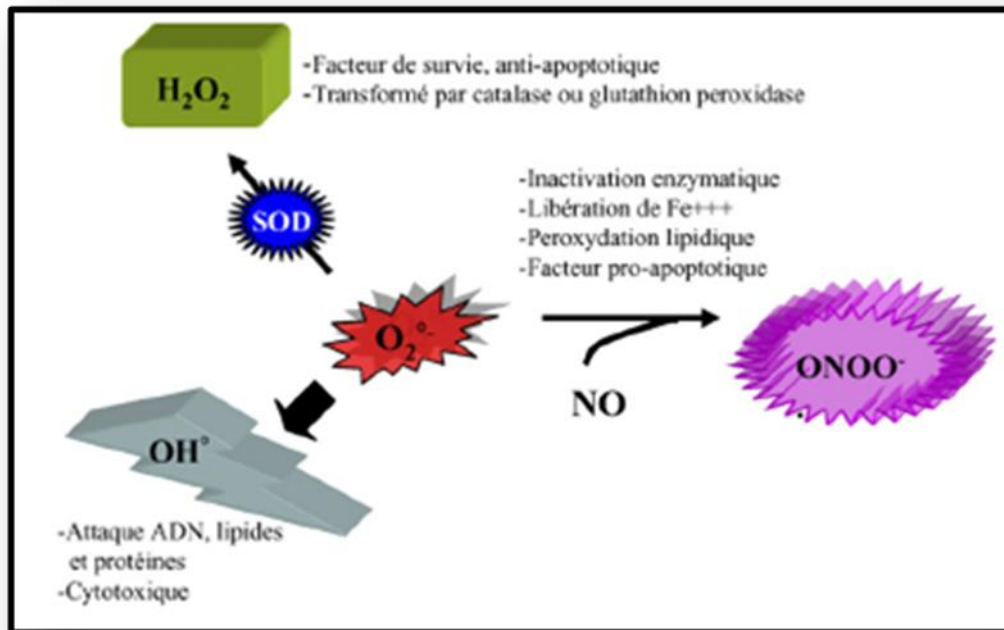 H₂O₂
-Facteur de survie, anti-apoptotique
-Transformé par catalase ou glutathion peroxidase
SOD
-Inactivation enzymatique
-Libération de Fe+++
-Peroxydation lipidique
-Facteur pro-apoptotique
O₂°-
NO
ONOO-
OH°
-Attaque ADN, lipides
et protéines
-Cytotoxique